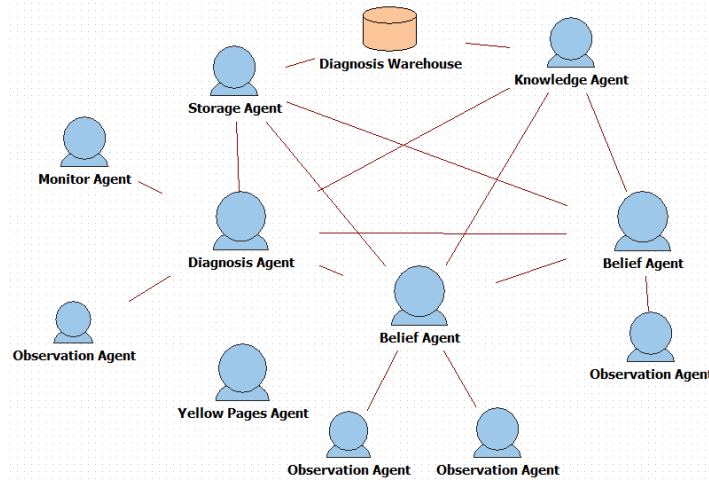 Diagnosis Warehouse
Knowledge Agent
Storage Agent
Monitor Agent
Diagnosis Agent
Belief Agent
Belief Agent
Observation Agent
Observation Agent
Yellow Pages Agent
Observation Agent
Observation Agent